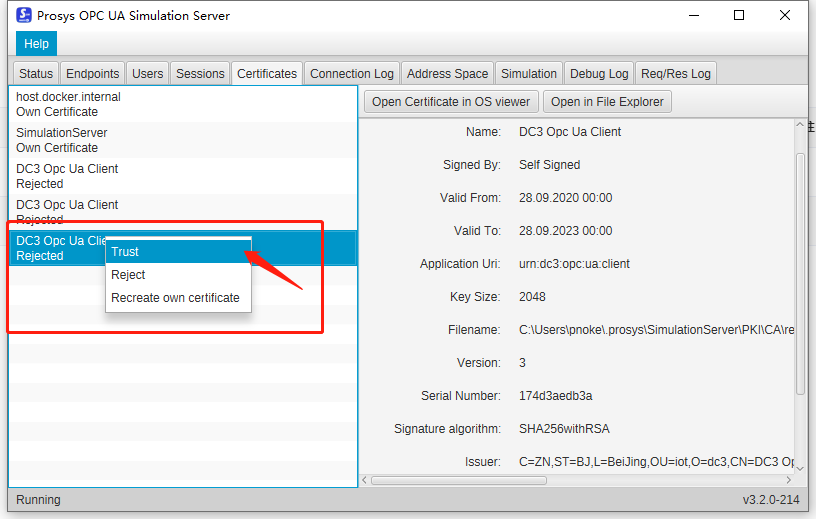 Prosys OPC UA Simulation Server
Help
Status Endpoints Users Sessions Certificates Connection Log Address Space Simulation Debug Log Req/Res Log
host.docker.internal
Own Certificate
SimulationServer
Own Certificate
DC3 Opc Ua Client
Rejected
DC3 Opc Ua Client
Rejected
DC3 Opc Ua Clie
Rejected
Trust
Reject
Recreate own certificate
Open Certificate in OS viewer Open in File Explorer
Name: DC3 Opc Ua Client
Signed By: Self Signed
Valid From: 28.09.2020 00:00
Valid To: 28.09.2023 00:00
Application Uri: urn:dc3:opc:ua:client
Key Size: 2048
Filename: C:\Users\pnoke\.prosys\SimulationServer\PKI\CA\re
Version: 3
Serial Number: 174d3aedb3a
Signature algorithm: SHA256withRSA
Issuer: C=ZN,ST=BJ,L=BeiJing,OU=iot,O=dc3,CN=DC3 Op
Running v3.2.0-214